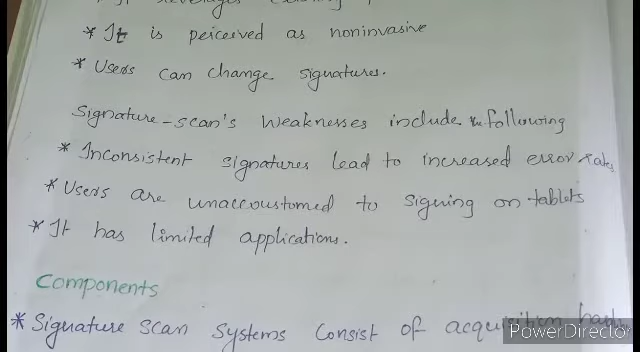 * It is peiceived as noninvasive
* Users can change signatures.
Signature-scan's weaknesses include the following
* Inconsistent signatures lead to increased error rates
* Users are unaccoustomed to signing on tablets
* It has limited applications.
Components
* Signature scan systems consist of acquisition
PowerDirector